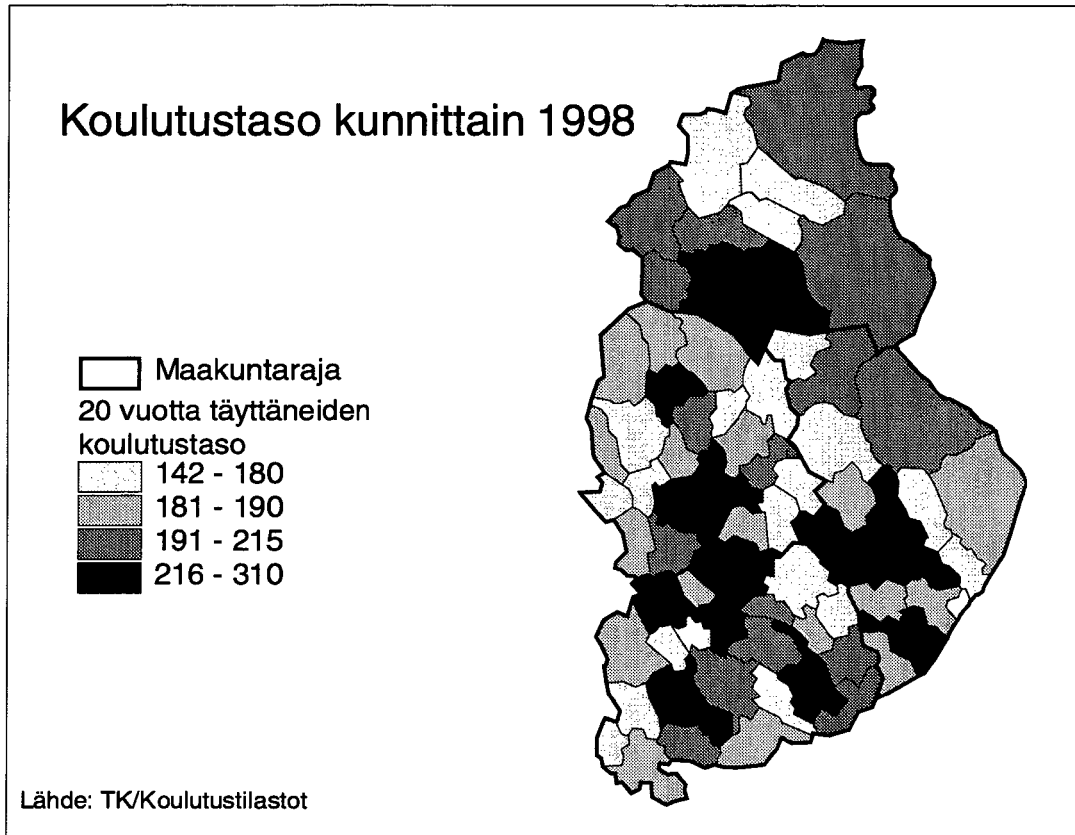 Koulutustaso kunnittain 1998
Maakuntaraja
20 vuotta täyttäneiden
koulutustaso
142 - 180
181 - 190
191 - 215
216 - 310
Lähde: TK/Koulutustilastot